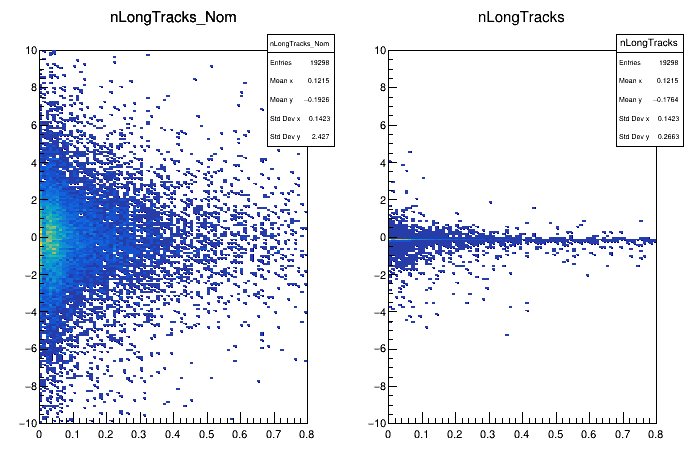 nLongTracks_Nom
nLongTracks_Nom
Entries 19298
Mean x 0.1215
Mean y −0.1926
Std Dev x 0.1423
Std Dev y 2.427
10
8
6
4
2
0
−2
−4
−6
−8
−10
0 0.1 0.2 0.3 0.4 0.5 0.6 0.7 0.8
nLongTracks
nLongTracks
Entries 19298
Mean x 0.1215
Mean y −0.1764
Std Dev x 0.1423
Std Dev y 0.2663
10
8
6
4
2
0
−2
−4
−6
−8
−10
0 0.1 0.2 0.3 0.4 0.5 0.6 0.7 0.8